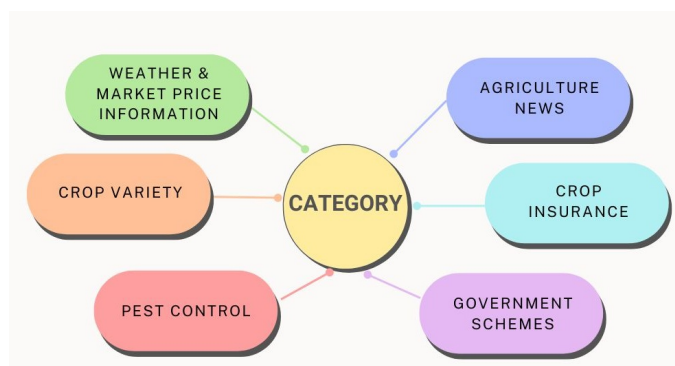 WEATHER &
MARKET PRICE
INFORMATION
AGRICULTURE
NEWS
CROP VARIETY
CATEGORY
CROP
INSURANCE
PEST CONTROL
GOVERNMENT
SCHEMES